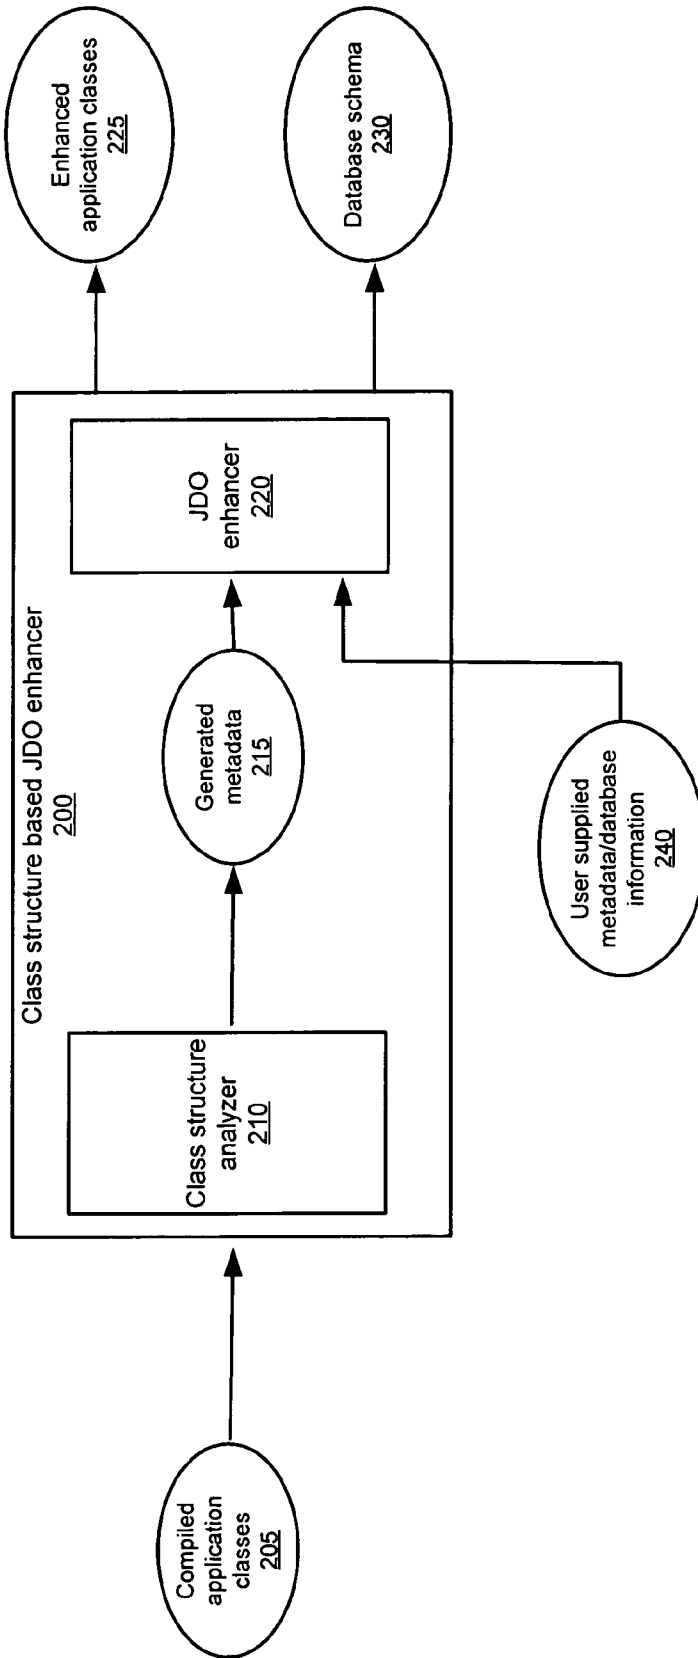 Class structure based JDO enhancer
200
Compiled
application
classes
205
Class structure
analyzer
210
Generated
metadata
215
JDO
enhancer
220
Enhanced
application classes
225
Database schema
230
User supplied
metadata/database
information
240